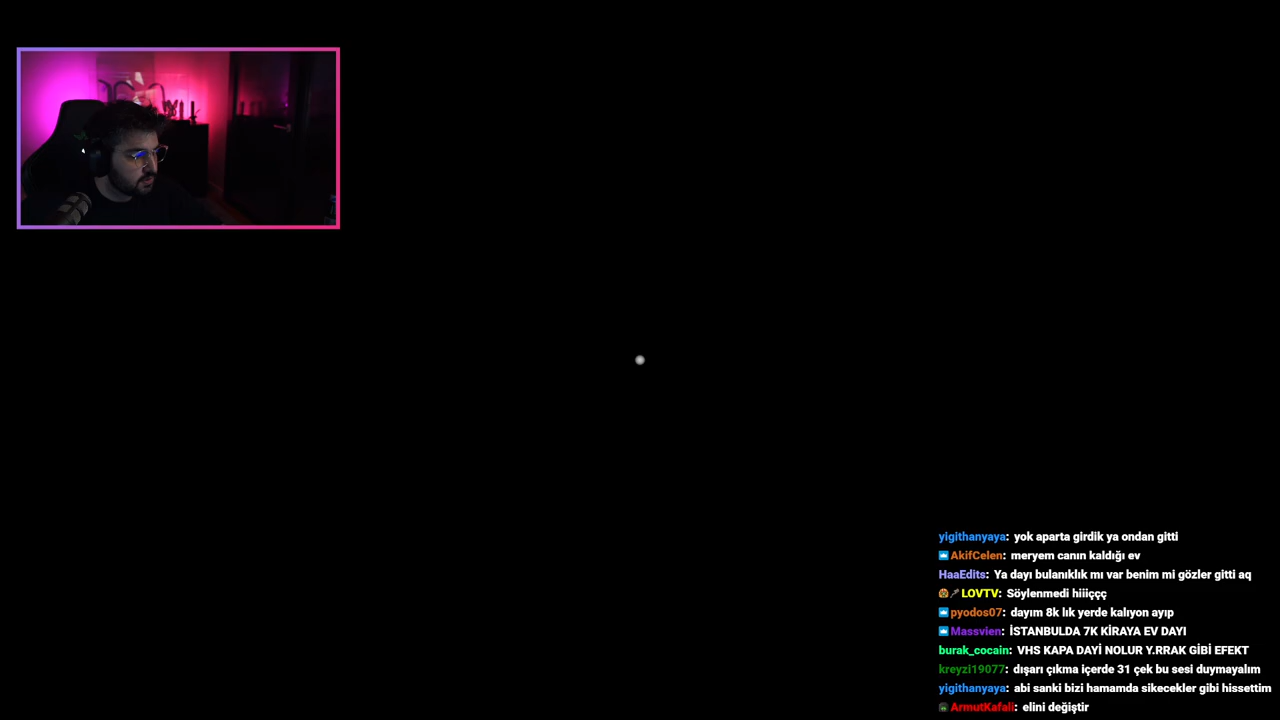 yigithanyaya: yok aparta girdik ya ondan gitti
AkifCelen: meryem canın kaldığı ev
HaaEdits: Ya dayı bulanıklık mı var benim mi gözler gitti aq
LOVTV: Söylenmedi hiiiççç
pyodos07: dayım 8k lık yerde kalıyon ayıp
Massvien: İSTANBULDA 7K KİRAYA EV DAYI
burak_cocain: VHS KAPA DAYİ NOLUR Y.RRAK GİBİ EFEKT
kreyzi19077: dışarı çıkma içerde 31 çek bu sesi duymayalım
yigithanyaya: abi sanki bizi hamamda sikecekler gibi hissettim
ArmutKafali: elini değiştir